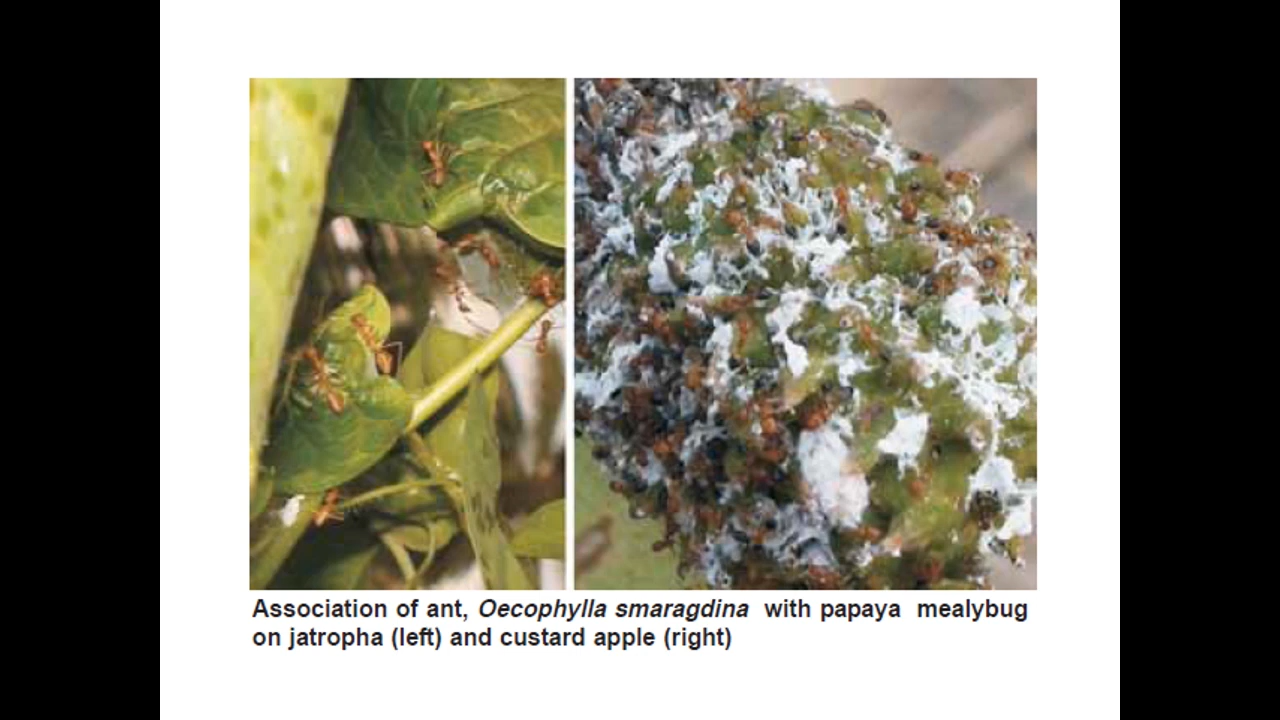 Association of ant, Oecophylla smaragdina with papaya mealybug
on jatropha (left) and custard apple (right)